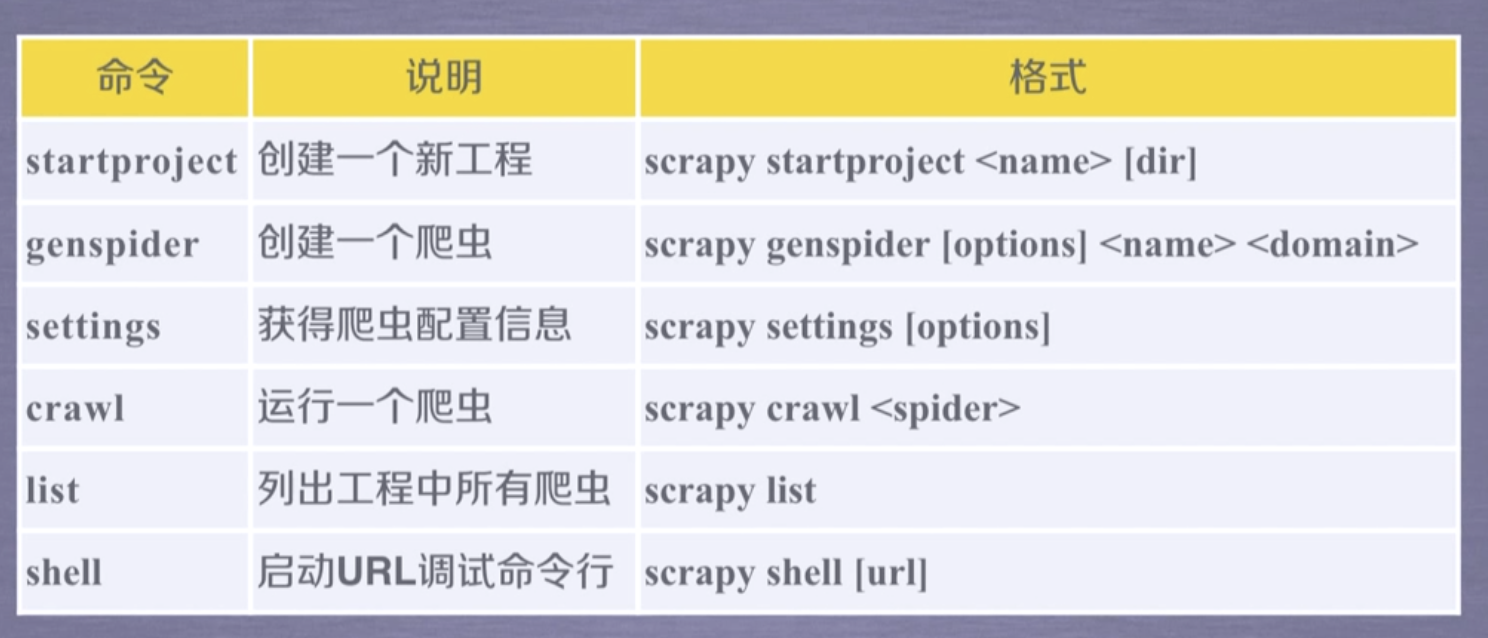 命令 说明 格式
startproject 创建一个新工程 scrapy startproject <name> [dir]
genspider 创建一个爬虫 scrapy genspider [options] <name> <domain>
settings 获得爬虫配置信息 scrapy settings [options]
crawl 运行一个爬虫 scrapy crawl <spider>
list 列出工程中所有爬虫 scrapy list
shell 启动URL调试命令行 scrapy shell [url]